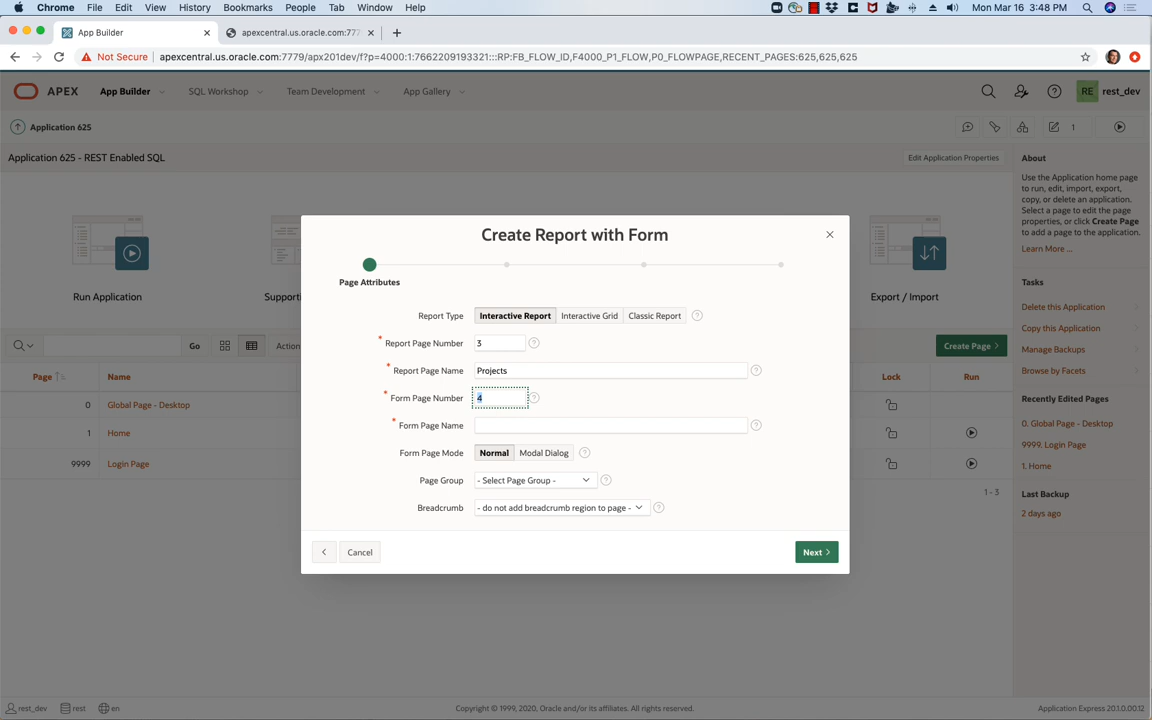 Chrome File Edit View History Bookmarks People Tab Window Help Mon Mar 16 3:48 PM
App Builder apexcentral.us.oracle.com:777
Not Secure apexcentral.us.oracle.com:7779/apx201dev/f?p=4000:1:7662209193321:::RP:FB_FLOW_ID,F4000_P1_FLOW,P0_FLOWPAGE,RECENT_PAGES:625,625,625
APEX App Builder SQL Workshop Team Development App Gallery RE rest_dev
Application 625 1
Application 625 - REST Enabled SQL Edit Application Properties
About
Use the Application home page
to run, edit, import, export,
copy, or delete an application.
Select a page to edit the page
properties, or click Create Page
to add a page to the application.
Learn More ...
Run Application Supporti Export / Import
Tasks
Delete this Application
Copy this Application
Manage Backups
Browse by Facets
Go Actions Create Page
Page Name Lock Run
0 Global Page - Desktop
1 Home
9999 Login Page
1 - 3
Recently Edited Pages
0. Global Page - Desktop
9999. Login Page
1. Home
Last Backup
2 days ago
Create Report with Form
Page Attributes
Report Type Interactive Report Interactive Grid Classic Report ?
* Report Page Number 3 ?
* Report Page Name Projects ?
* Form Page Number 4 ?
* Form Page Name ?
Form Page Mode Normal Modal Dialog ?
Page Group - Select Page Group - ?
Breadcrumb - do not add breadcrumb region to page - ?
Cancel Next
rest_dev rest en Copyright © 1999, 2020, Oracle and/or its affiliates. All rights reserved. Application Express 20.1.0.00.12